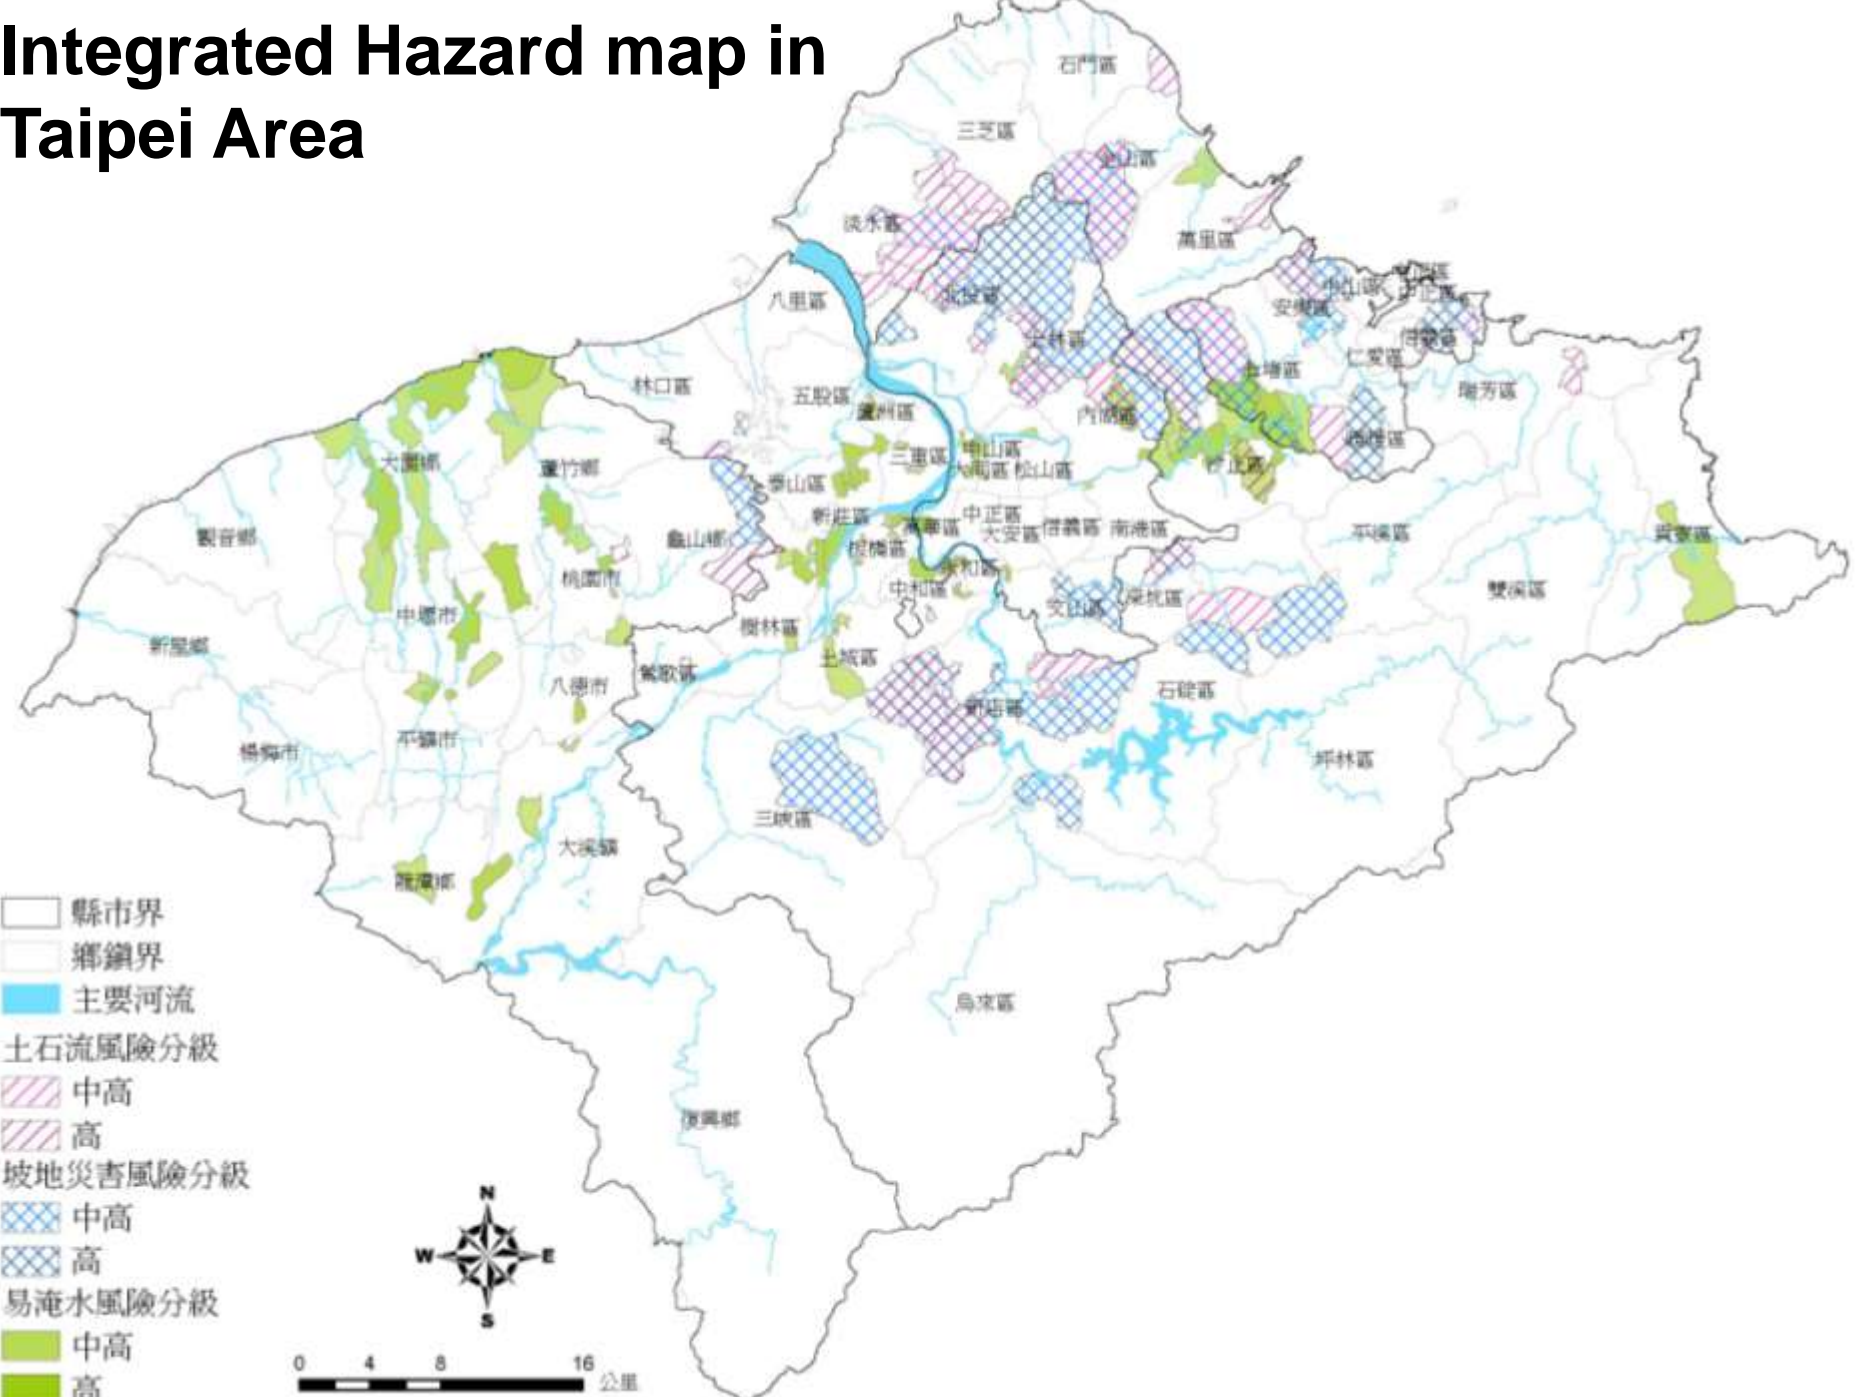 Integrated Hazard map in
Taipei Area
石門區
三芝區
金山區
淡水區
萬里區
八里區
北投區
中山區
中正區
安樂區
信義區
士林區
仁愛區
七堵區
林口區
五股區
蘆洲區
內湖區
瑞芳區
暖暖區
大園鄉
蘆竹鄉
三重區
中山區
大同區
松山區
汐止區
泰山區
新莊區
觀音鄉
龜山鄉
板橋區
萬華區
中正區
大安區
信義區
南港區
平溪區
貢寮區
桃園市
永和區
中和區
中壢市
文山區
深坑區
雙溪區
新屋鄉
樹林區
土城區
鶯歌區
八德市
新店區
石碇區
楊梅市
平鎮市
坪林區
三峽區
大溪鎮
龍潭鄉
烏來區
復興鄉
縣市界
鄉鎮界
主要河流
土石流風險分級
中高
高
坡地災害風險分級
中高
高
易淹水風險分級
中高
高
N
W E
S
0 4 8 16
公里